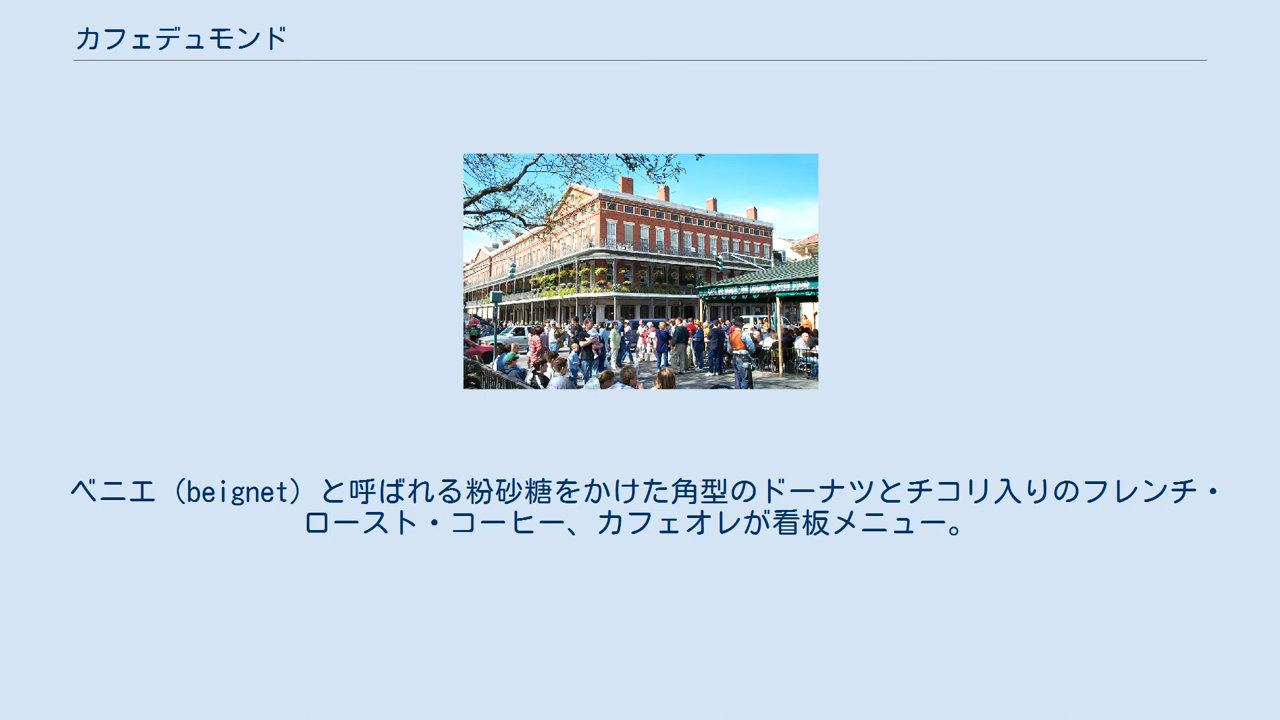 カフェデュモンド
ベニエ（beignet）と呼ばれる粉砂糖をかけた角型のドーナツとチコリ入りのフレンチ・
ロースト・コーヒー、カフェオレが看板メニュー。